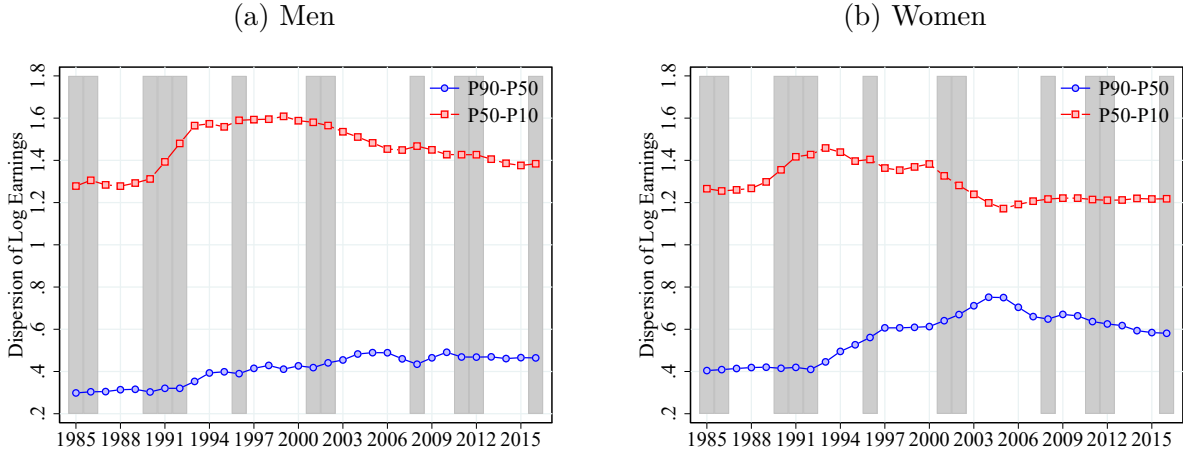 (a) Men
Dispersion of Log Earnings
1.8
1.6
1.4
1.2
1
.8
.6
.4
.2
P90-P50
P50-P10
1985 1988 1991 1994 1997 2000 2003 2006 2009 2012 2015
(b) Women
Dispersion of Log Earnings
1.8
1.6
1.4
1.2
1
.8
.6
.4
.2
P90-P50
P50-P10
1985 1988 1991 1994 1997 2000 2003 2006 2009 2012 2015